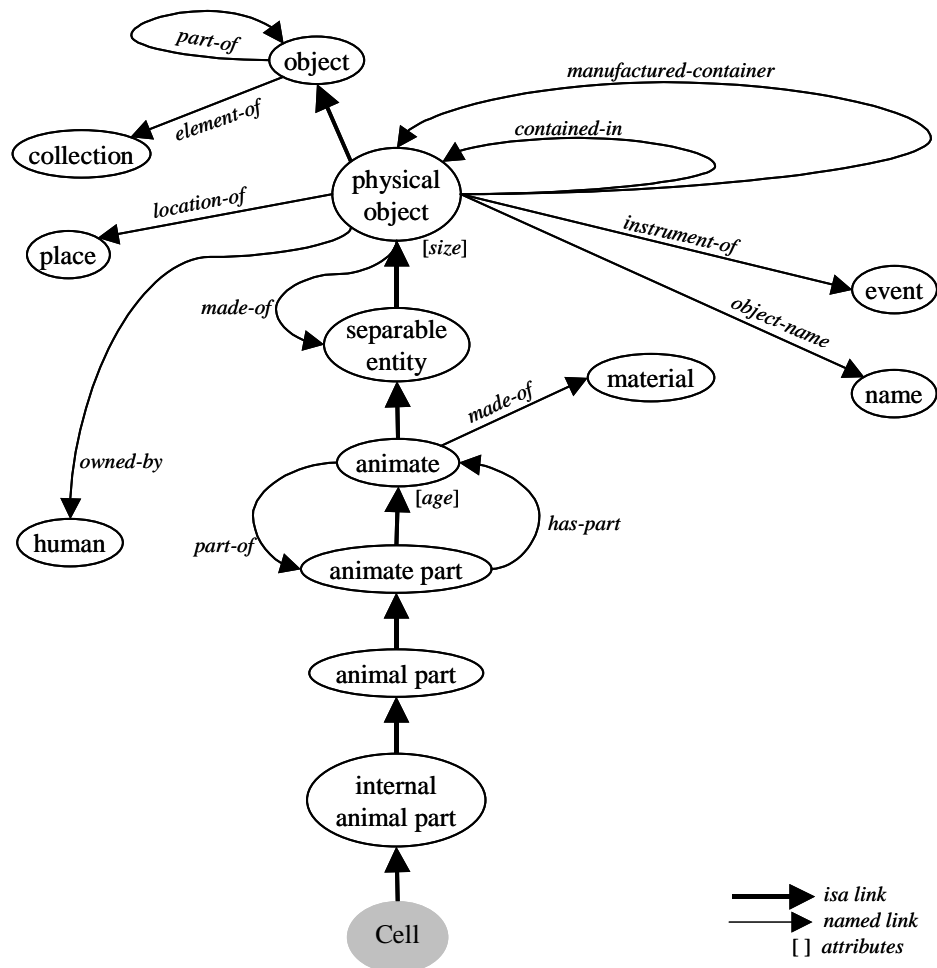 part-of
object
manufactured-container
element-of
contained-in
collection
physical
object
location-of
[size]
instrument-of
place
event
made-of
object-name
separable
entity
material
name
made-of
animate
owned-by
[age]
has-part
human
part-of
animate part
animal part
internal
animal part
isa link
named link
[ ] attributes
Cell